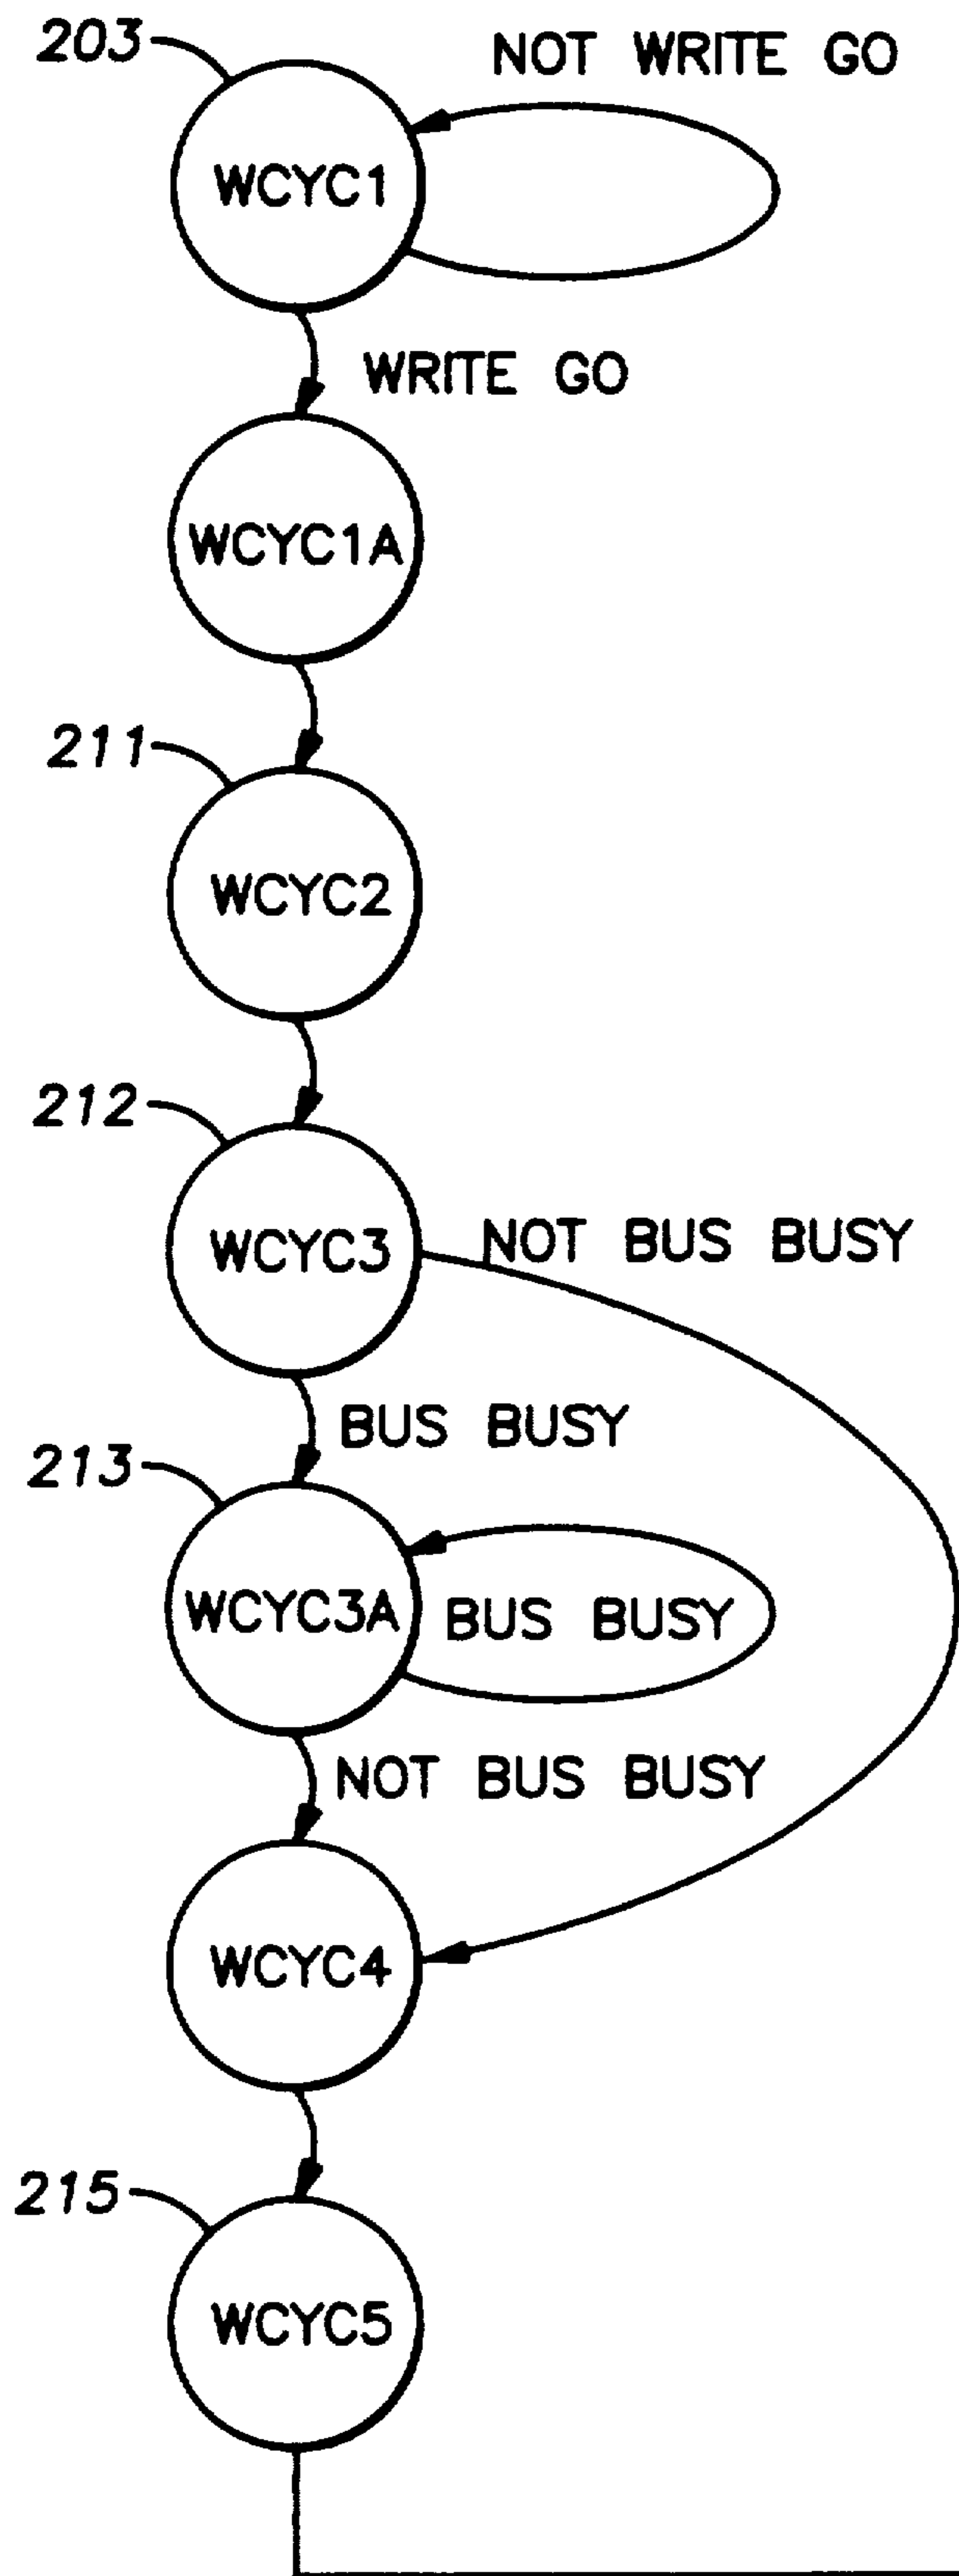 203
NOT WRITE GO
WCYC1
WRITE GO
WCYC1A
211
WCYC2
212
WCYC3
NOT BUS BUSY
BUS BUSY
213
WCYC3A
BUS BUSY
NOT BUS BUSY
WCYC4
215
WCYC5